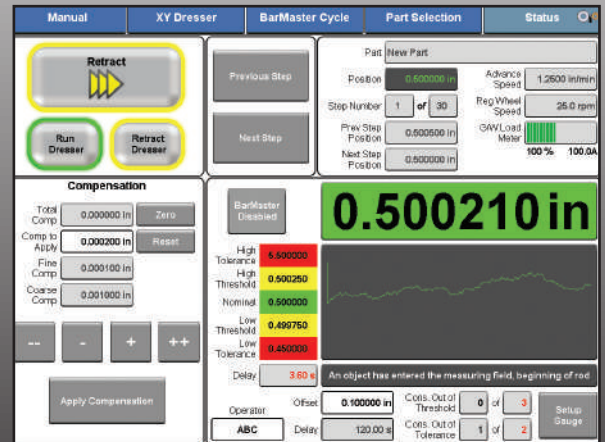 Manual XY Dresser BarMaster Cycle Part Selection Status
Retract
Run
Dresser
Retract
Dresser
Previous Step
Next Step
Part New Part
Position 0.500000 in
Advance
Speed 1.2500 in/min
Step Number 1 of 30
Reg Wheel
Speed 25.0 rpm
Prev Step
Position 0.500500 in
G/W Load
Meter
100 % 100.0A
Next Step
Position 0.500000 in
Compensation
Total
Comp 0.000000 in Zero
Comp to
Apply 0.000200 in Reset
Fine
Comp 0.000100 in
Coarse
Comp 0.001000 in
-- - + ++
Apply Compensation
BarMaster
Disabled
0.500210 in
High
Tolerance 5.500000
High
Threshold 0.500250
Nominal 0.500000
Low
Threshold 0.499750
Low
Tolerance 0.450000
Delay 3.60 s
An object has entered the measuring field, beginning of rod
Operator
ABC
Offset 0.100000 in
Delay 120.00 s
Cons. Out of
Threshold 0 of 3
Cons. Out of
Tolerance 1 of 2
Setup
Gauge